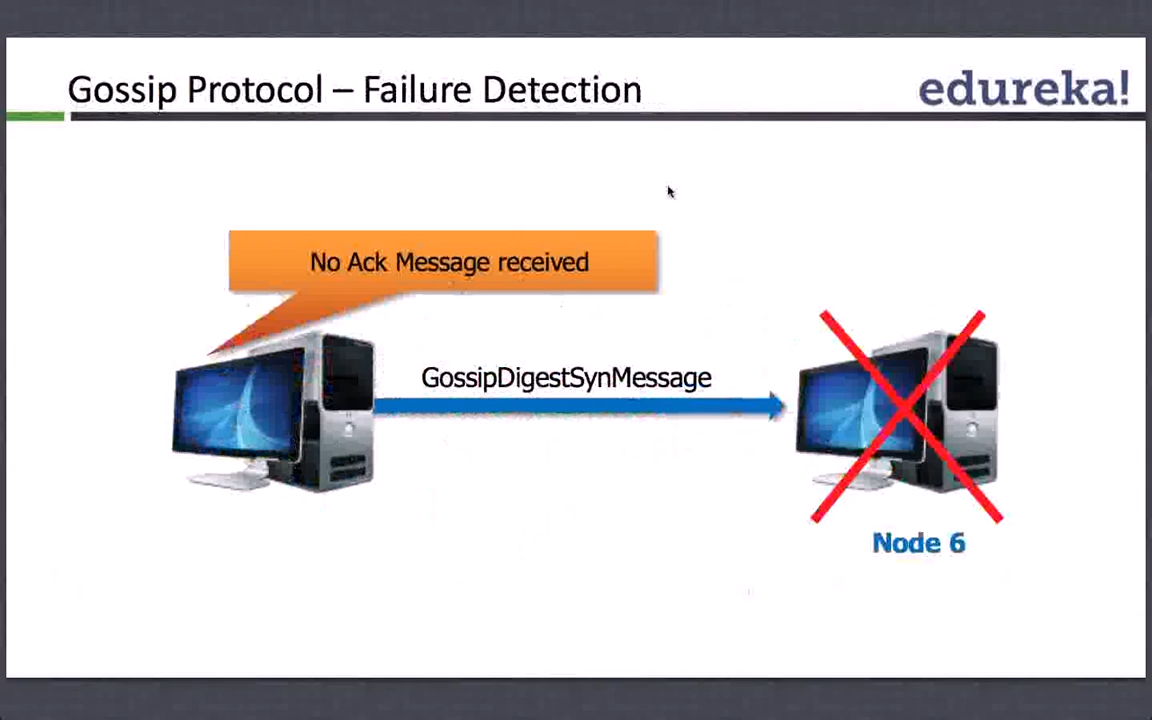 Gossip Protocol – Failure Detection
edureka!
No Ack Message received
GossipDigestSynMessage
Node 6